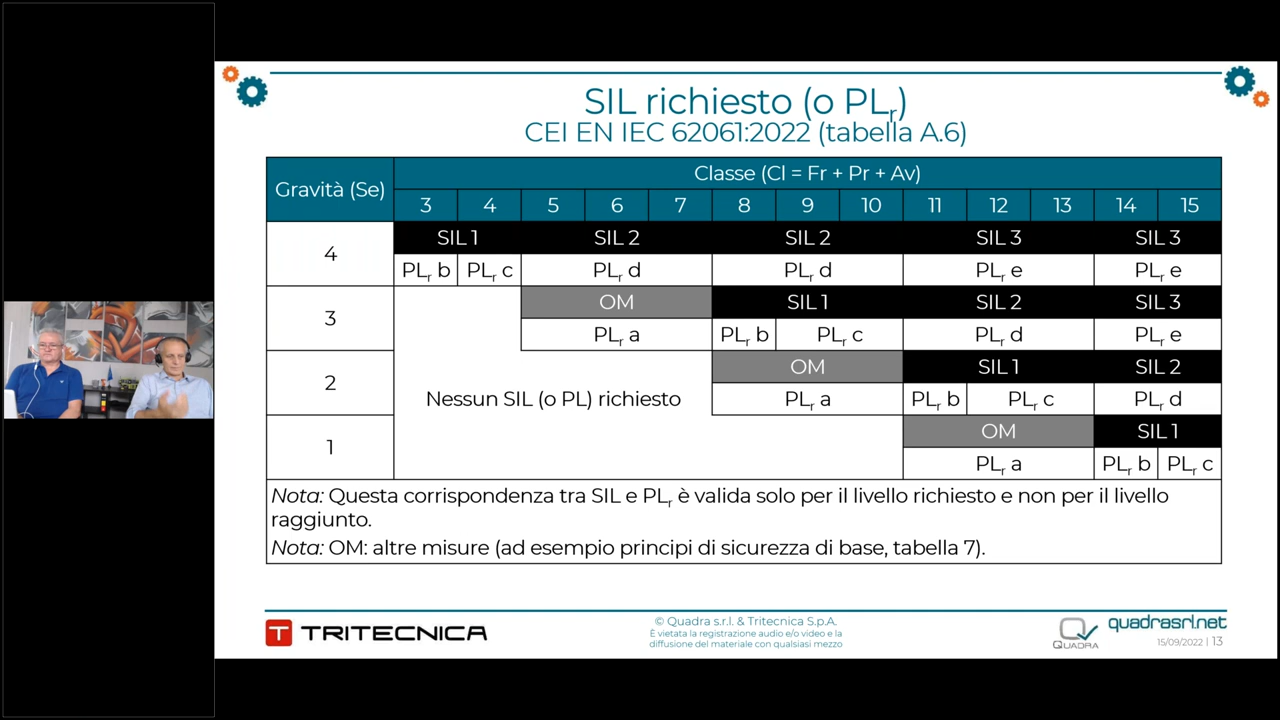 SIL richiesto (o PLr)
CEI EN IEC 62061:2022 (tabella A.6)
Gravità (Se)
Classe (Cl = Fr + Pr + Av)
3 4 5 6 7 8 9 10 11 12 13 14 15
4
SIL 1 SIL 2 SIL 2 SIL 3 SIL 3
PLr b PLr c PLr d PLr d PLr e PLr e
3
OM SIL 1 SIL 2 SIL 3
PLr a PLr b PLr c PLr d PLr e
2
OM SIL 1 SIL 2
Nessun SIL (o PL) richiesto
PLr a PLr b PLr c PLr d
1
OM SIL 1
PLr a PLr b PLr c
Nota: Questa corrispondenza tra SIL e PLr è valida solo per il livello richiesto e non per il livello
raggiunto.
Nota: OM: altre misure (ad esempio principi di sicurezza di base, tabella 7).
TRITECNICA
© Quadra s.r.l. & Tritecnica S.p.A.
È vietata la registrazione audio e/o video e la
diffusione del materiale con qualsiasi mezzo
QUADRA
quadrasrl.net
15/09/2022 | 13